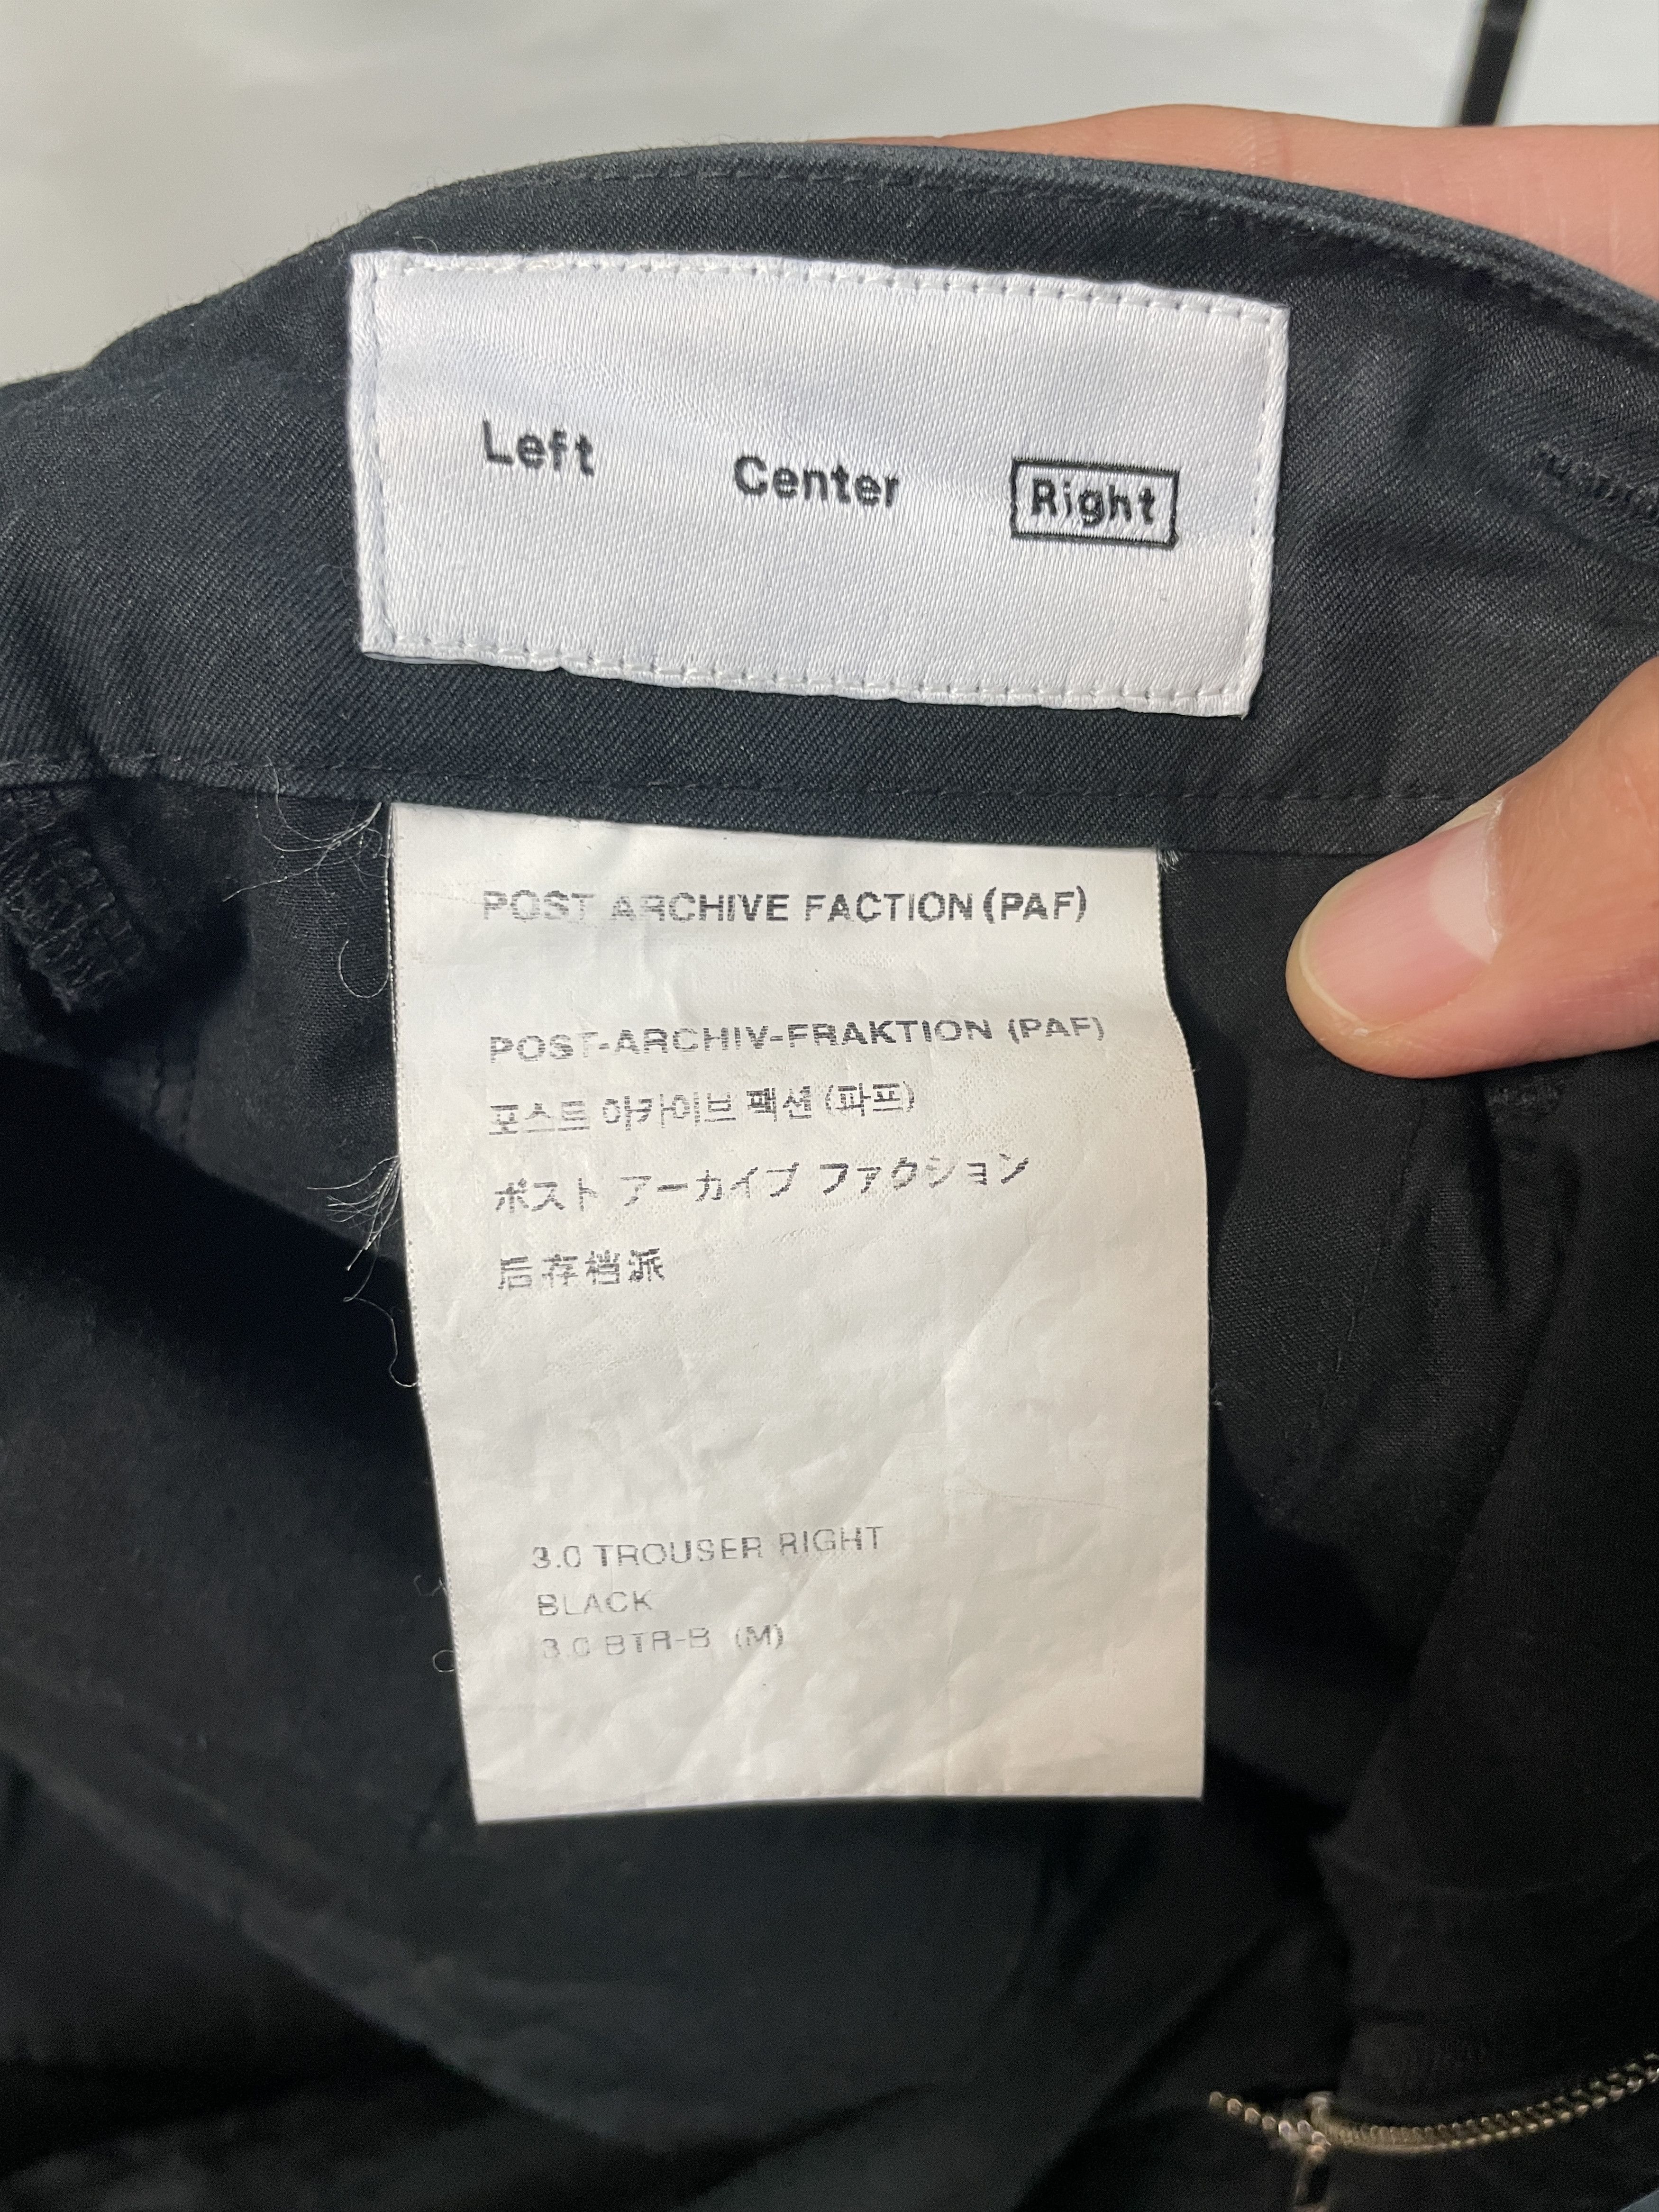 Left Center Right
POST ARCHIVE FACTION (PAF)
POST-ARCHIV-FRAKTION (PAF)
포스트 아카이브 팩션 (파프)
ポスト アーカイブ ファクション
后存档派
3.0 TROUSER RIGHT
BLACK
3.0 BTR-B (M)